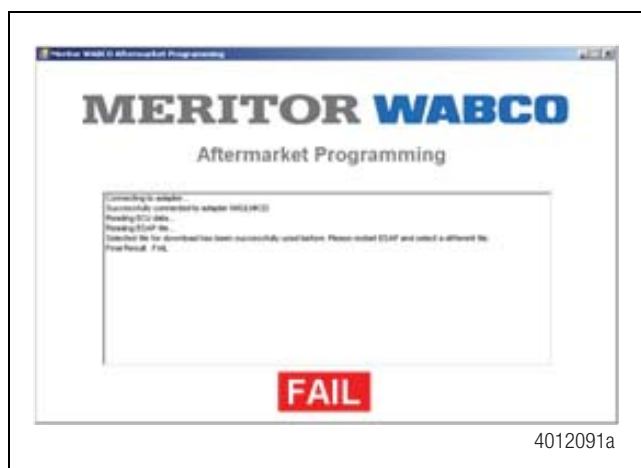 Meritor WABCO Aftermarket Programming
MERITOR WABCO
Aftermarket Programming
Connecting to adapter...
Successfully connected to adapter
Reading ECU data...
Reading EOAF file...
Selected file for download has been successfully used before. Please restart EOAF and select a different file.
Final Result: FAIL
FAIL
4012091a